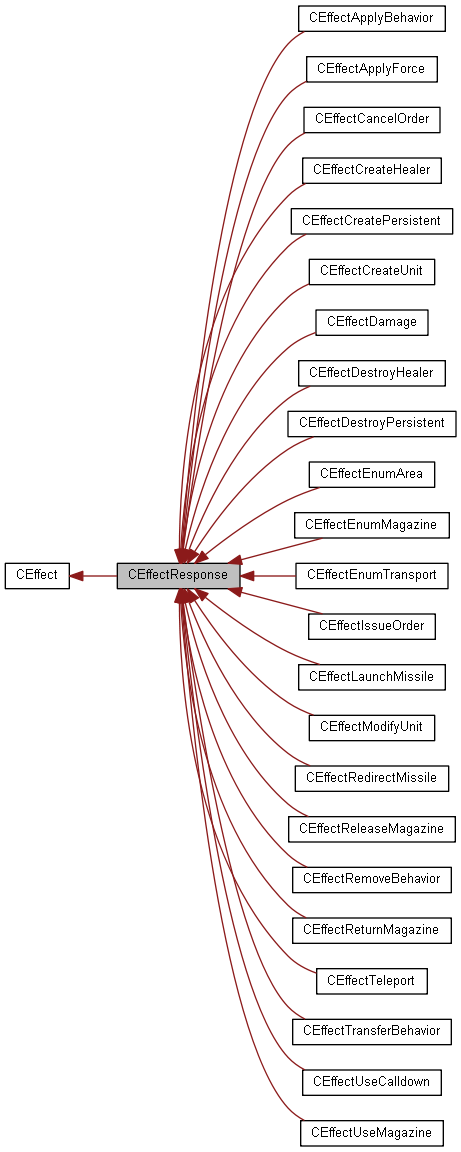 CEffectApplyBehavior
CEffectApplyForce
CEffectCancelOrder
CEffectCreateHealer
CEffectCreatePersistent
CEffectCreateUnit
CEffectDamage
CEffectDestroyHealer
CEffectDestroyPersistent
CEffectEnumArea
CEffectEnumMagazine
CEffect
CEffectResponse
CEffectEnumTransport
CEffectIssueOrder
CEffectLaunchMissile
CEffectModifyUnit
CEffectRedirectMissile
CEffectReleaseMagazine
CEffectRemoveBehavior
CEffectReturnMagazine
CEffectTeleport
CEffectTransferBehavior
CEffectUseCalldown
CEffectUseMagazine